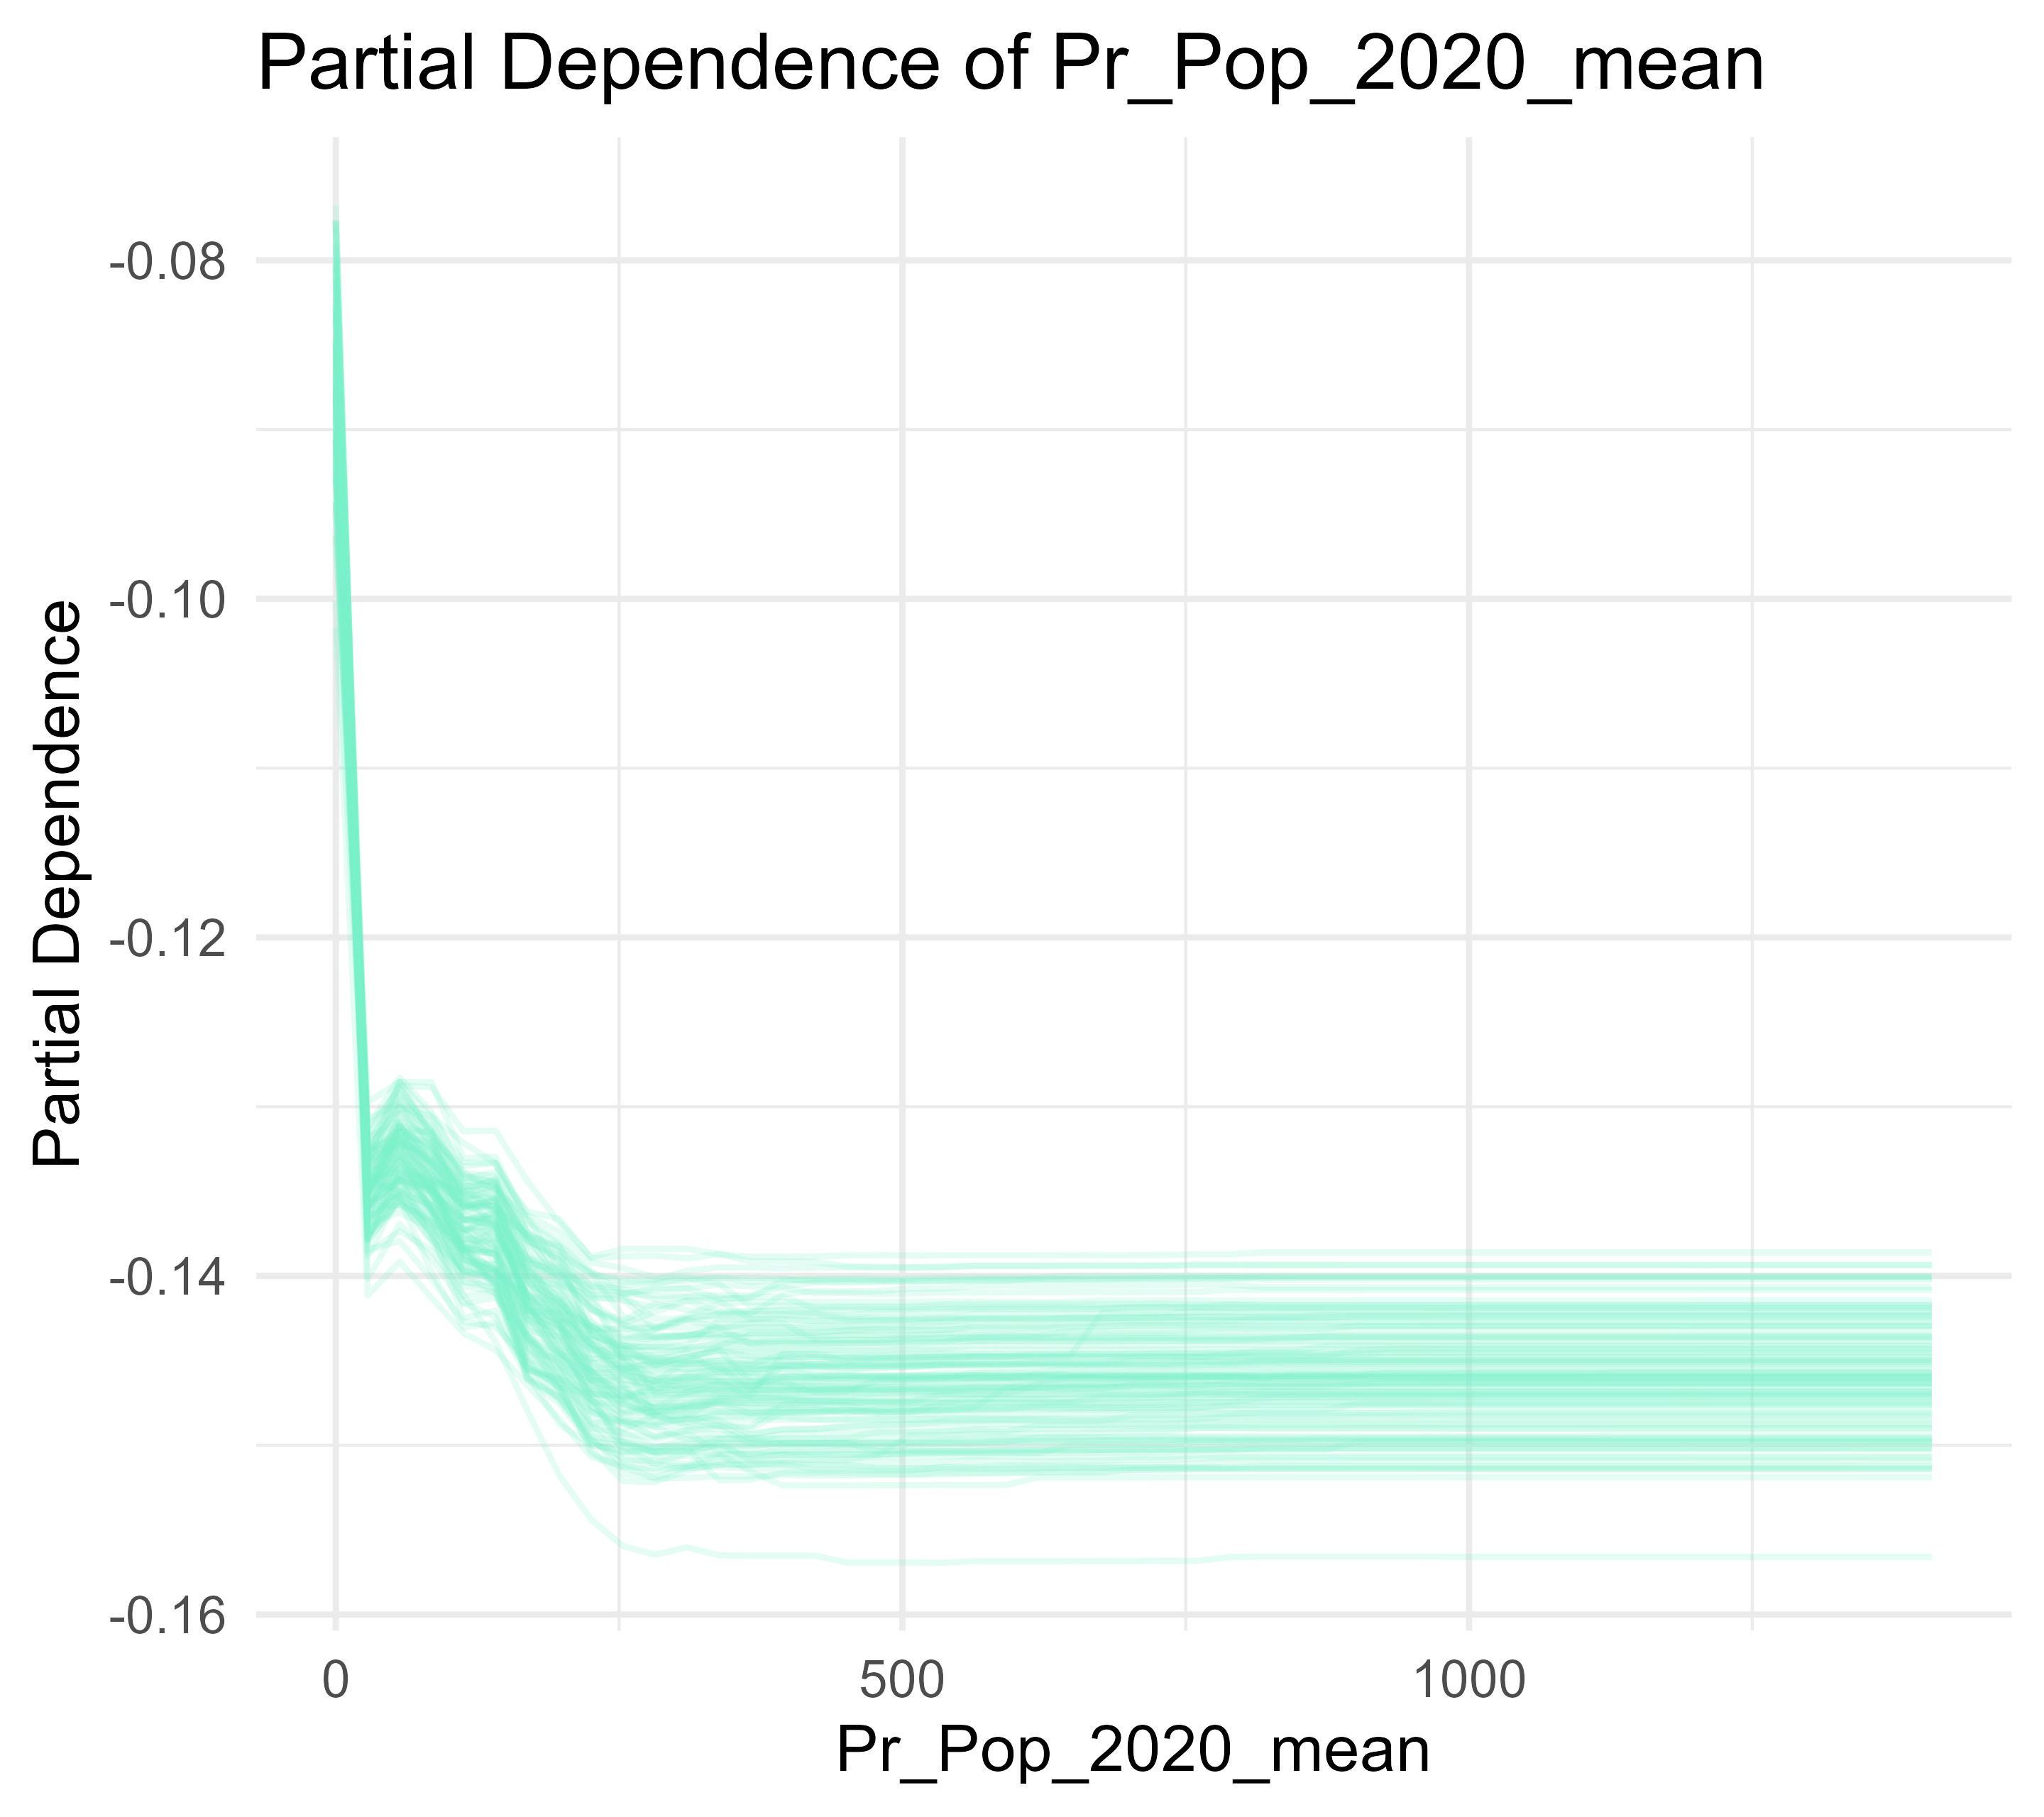 Partial Dependence of Pr_Pop_2020_mean
Partial Dependence
-0.08
-0.10
-0.12
-0.14
-0.16
0
500
1000
Pr_Pop_2020_mean